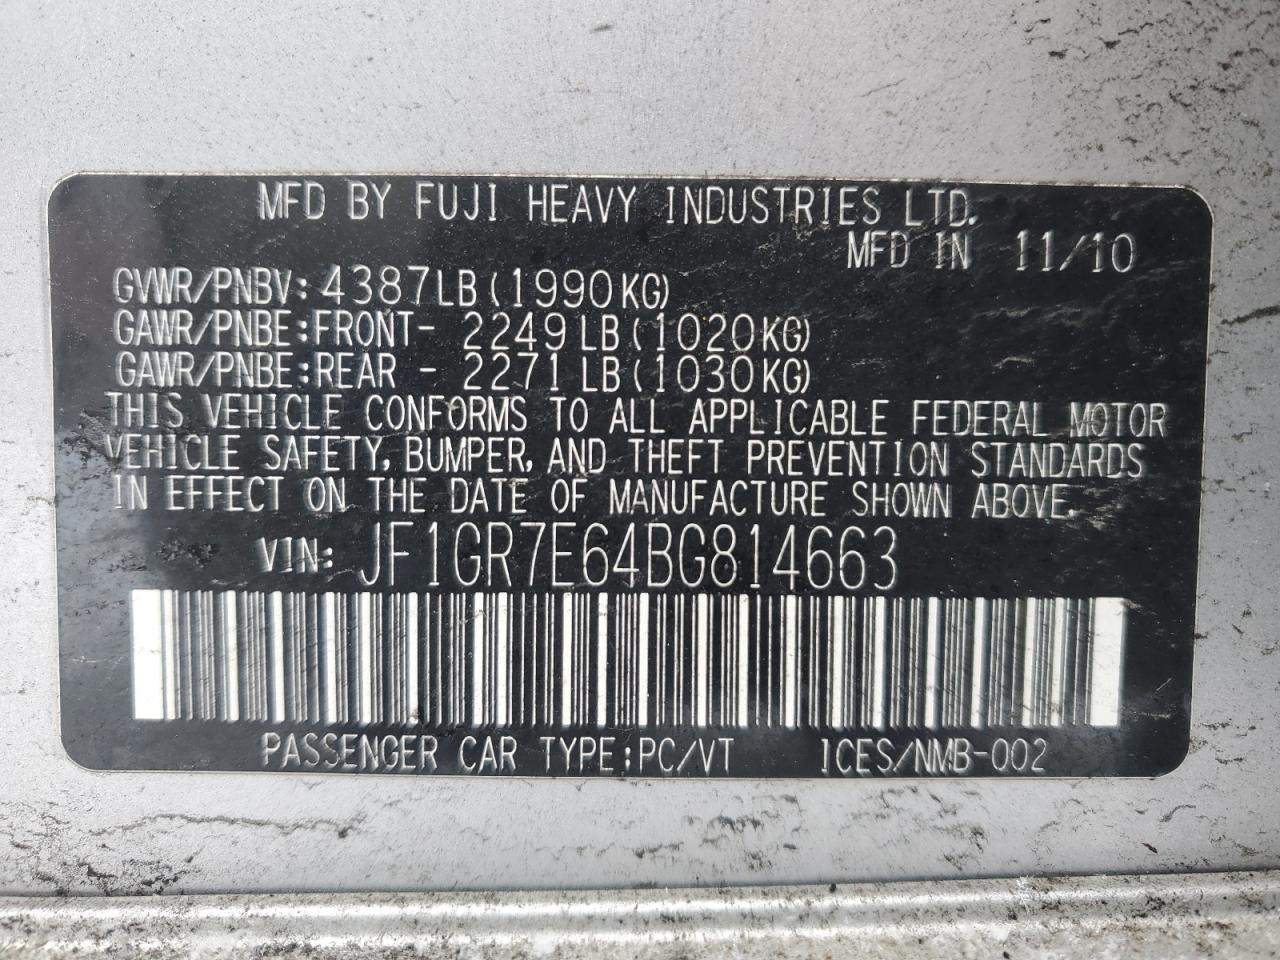 MFD BY FUJI HEAVY INDUSTRIES LTD.
MFD IN 11/10
GVWR/PNBV: 4387LB (1990KG)
GAWR/PNBE:FRONT- 2249LB (1020KG)
GAWR/PNBE:REAR - 2271LB (1030KG)
THIS VEHICLE CONFORMS TO ALL APPLICABLE FEDERAL MOTOR
VEHICLE SAFETY, BUMPER, AND THEFT PREVENTION STANDARDS
IN EFFECT ON THE DATE OF MANUFACTURE SHOWN ABOVE.
VIN: JF1GR7E64BG814663
PASSENGER CAR TYPE:PC/VT ICES/NMB-002